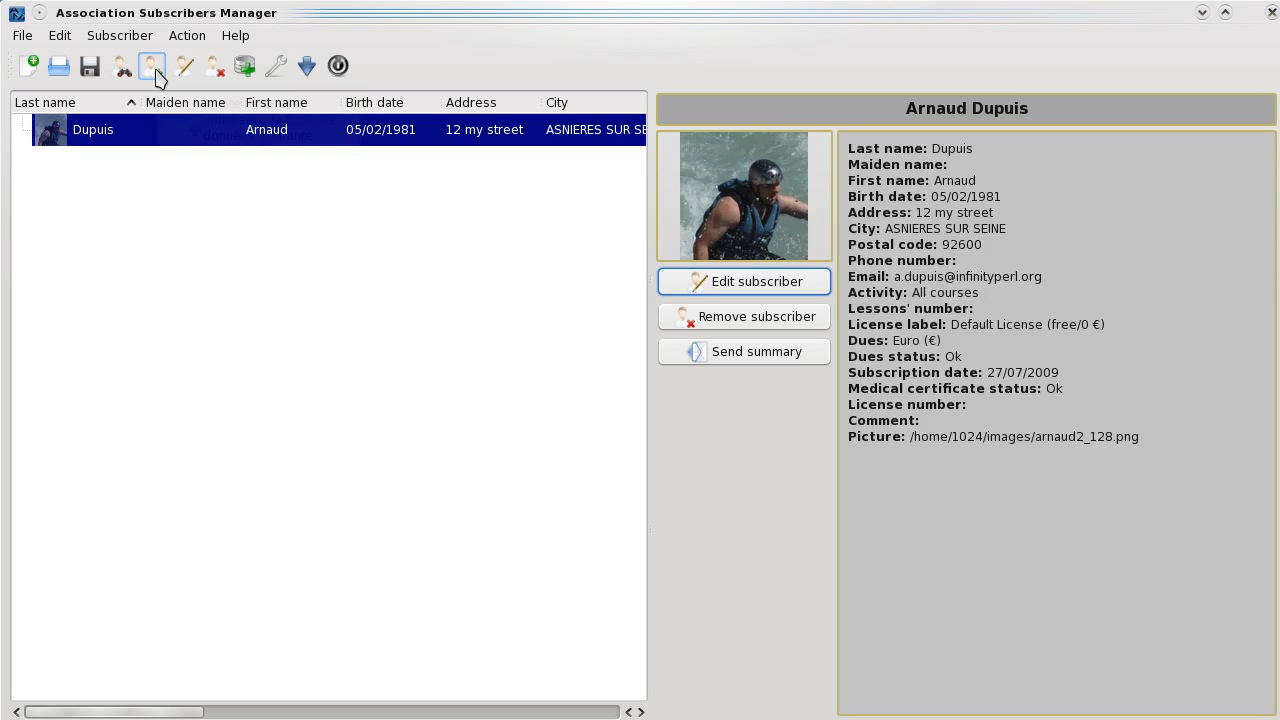 Association Subscribers Manager
File Edit Subscriber Action Help
Last name Maiden name First name Birth date Address City
Dupuis Arnaud 05/02/1981 12 my street ASNIERES SUR SE
Arnaud Dupuis
Last name: Dupuis
Maiden name:
First name: Arnaud
Birth date: 05/02/1981
Address: 12 my street
City: ASNIERES SUR SEINE
Postal code: 92600
Phone number:
Email: a.dupuis@infinityperl.org
Activity: All courses
Lessons' number:
License label: Default License (free/0 €)
Dues: Euro (€)
Dues status: Ok
Subscription date: 27/07/2009
Medical certificate status: Ok
License number:
Comment:
Picture: /home/1024/images/arnaud2_128.png
Edit subscriber
Remove subscriber
Send summary